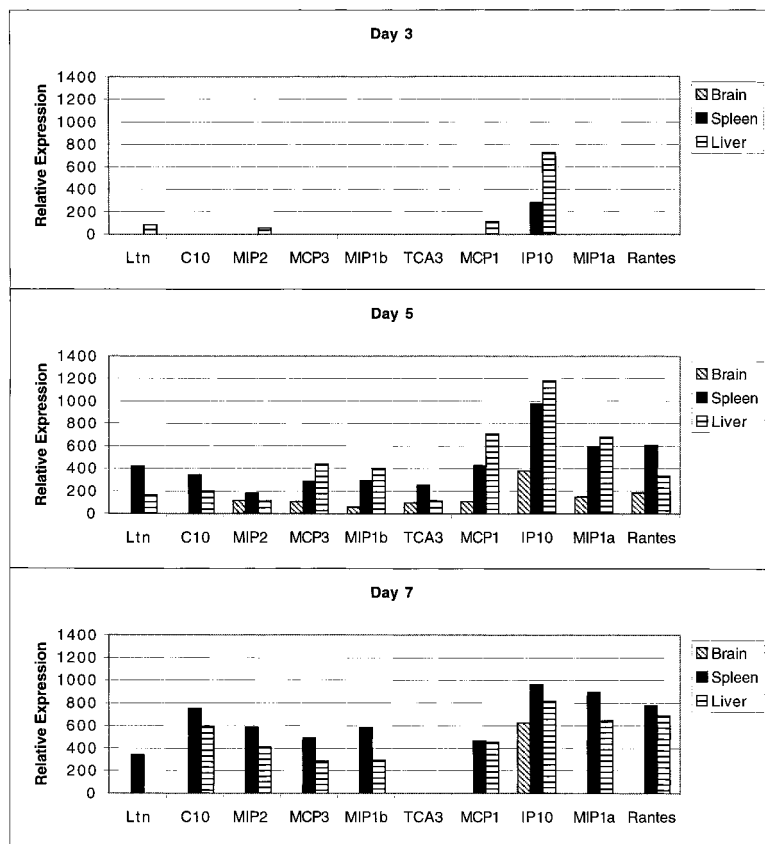 Day 3
Relative Expression
1400
1200
1000
800
600
400
200
0
Ltn C10 MIP2 MCP3 MIP1b TCA3 MCP1 IP10 MIP1a Rantes
Brain
Spleen
Liver
Day 5
Relative Expression
1400
1200
1000
800
600
400
200
0
Ltn C10 MIP2 MCP3 MIP1b TCA3 MCP1 IP10 MIP1a Rantes
Brain
Spleen
Liver
Day 7
Relative Expression
1400
1200
1000
800
600
400
200
0
Ltn C10 MIP2 MCP3 MIP1b TCA3 MCP1 IP10 MIP1a Rantes
Brain
Spleen
Liver